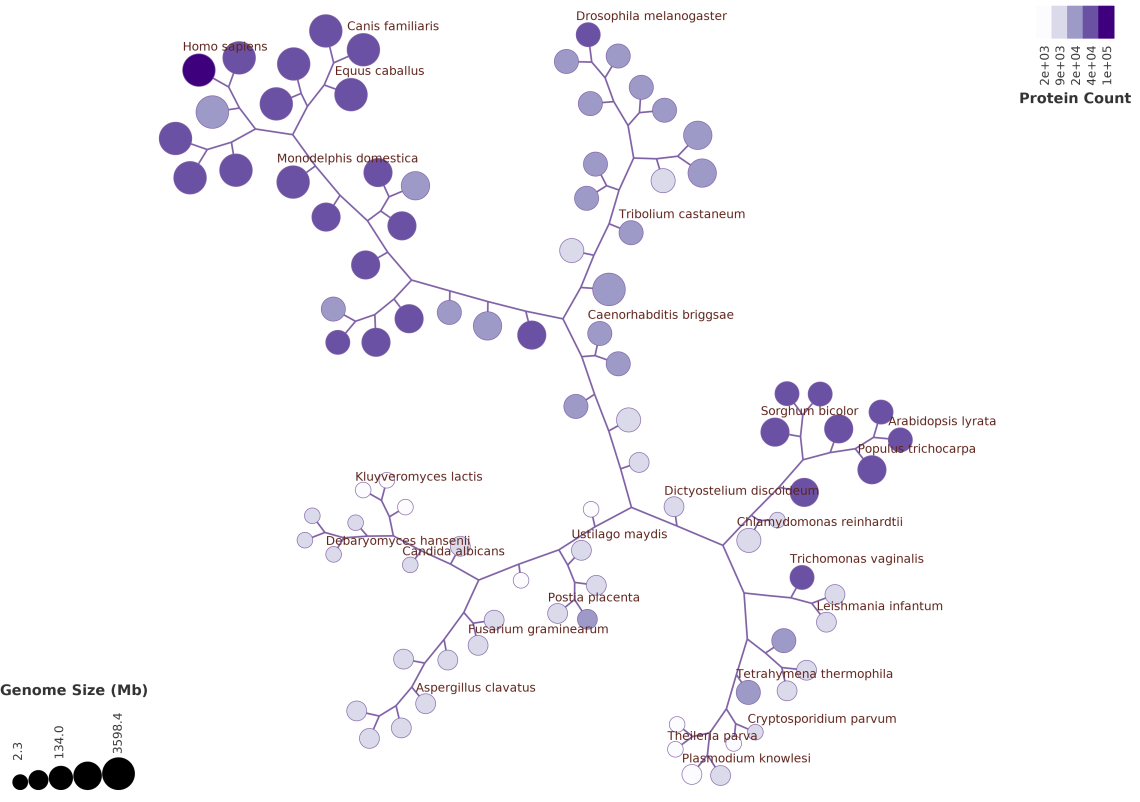 Drosophila melanogaster
Canis familiaris
Homo sapiens
Equus caballus
2e+03
9e+03
2e+04
4e+04
1e+05
Protein Count
Monodelphis domestica
Tribolium castaneum
Caenorhabditis briggsae
Sorghum bicolor
Arabidopsis lyrata
Populus trichocarpa
Kluyveromyces lactis
Dictyostelium discoideum
Chlamydomonas reinhardtii
Ustilago maydis
Debaryomyces hansenii
Candida albicans
Trichomonas vaginalis
Postia placenta
Leishmania infantum
Fusarium graminearum
Tetrahymena thermophila
Aspergillus clavatus
Genome Size (Mb)
Cryptosporidium parvum
Theileria parva
Plasmodium knowlesi
2.3
134.0
3598.4